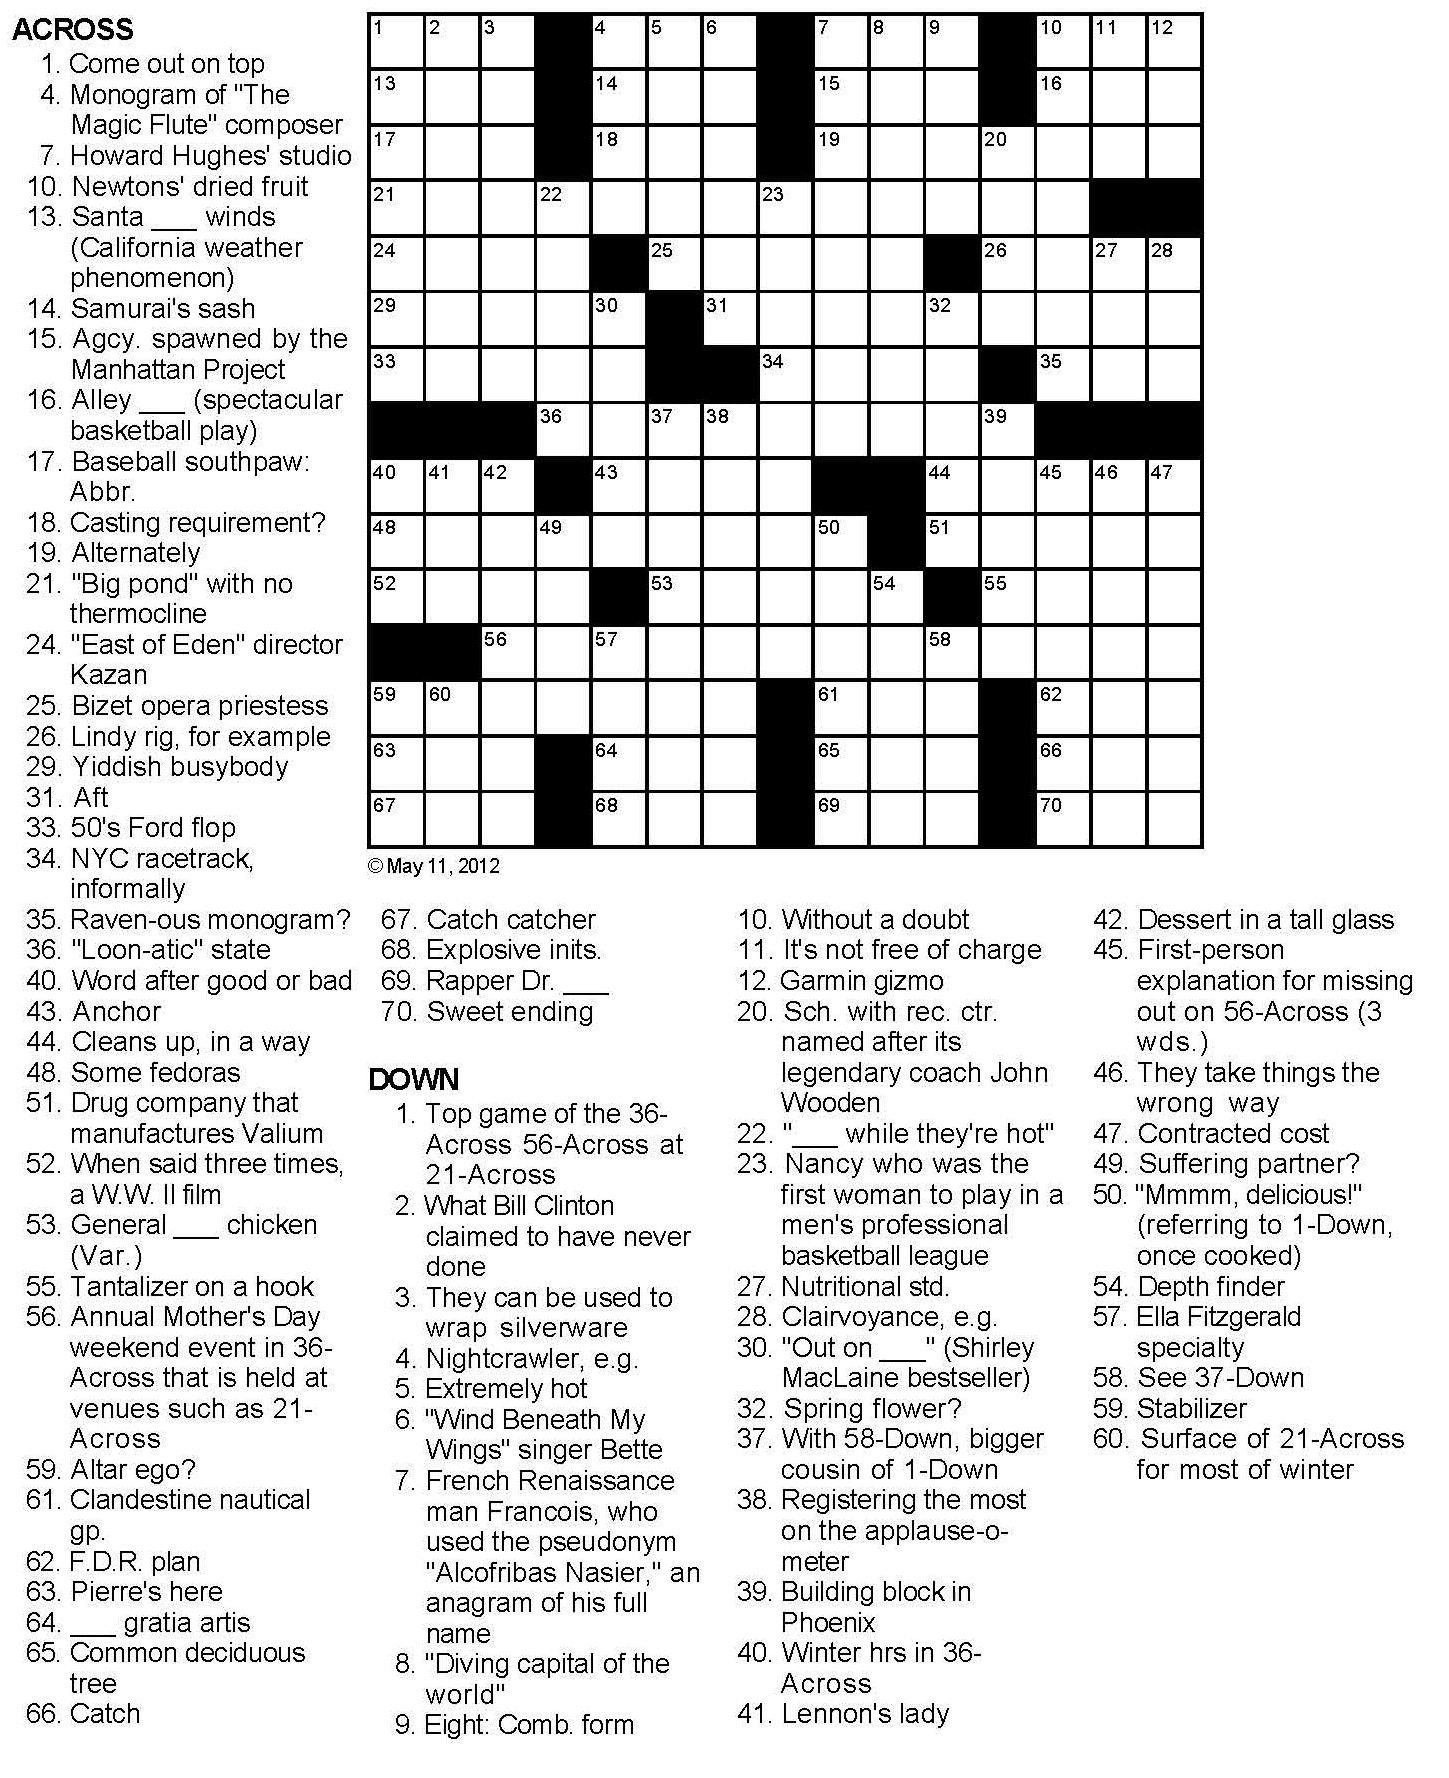 ACROSS
1. Come out on top
4. Monogram of "The
Magic Flute" composer
7. Howard Hughes' studio
10. Newtons' dried fruit
13. Santa ___ winds
(California weather
phenomenon)
14. Samurai's sash
15. Agcy. spawned by the
Manhattan Project
16. Alley ___ (spectacular
basketball play)
17. Baseball southpaw:
Abbr.
18. Casting requirement?
19. Alternately
21. "Big pond" with no
thermocline
24. "East of Eden" director
Kazan
25. Bizet opera priestess
26. Lindy rig, for example
29. Yiddish busybody
31. Aft
33. 50's Ford flop
34. NYC racetrack,
informally
35. Raven-ous monogram?
36. "Loon-atic" state
40. Word after good or bad
43. Anchor
44. Cleans up, in a way
48. Some fedoras
51. Drug company that
manufactures Valium
52. When said three times,
a W.W. II film
53. General ___ chicken
(Var.)
55. Tantalizer on a hook
56. Annual Mother's Day
weekend event in 36-
Across that is held at
venues such as 21-
Across
59. Altar ego?
61. Clandestine nautical
gp.
62. F.D.R. plan
63. Pierre's here
64. ___ gratia artis
65. Common deciduous
tree
66. Catch
1 2 3 4 5 6 7 8 9 10 11 12
13 14 15 16
17 18 19 20
21 22 23
24 25 26 27 28
29 30 31 32
33 34 35
36 37 38 39
40 41 42 43 44 45 46 47
48 49 50 51
52 53 54 55
56 57 58
59 60 61 62
63 64 65 66
67 68 69 70
© May 11, 2012
67. Catch catcher
68. Explosive inits.
69. Rapper Dr. ___
70. Sweet ending
DOWN
1. Top game of the 36-
Across 56-Across at
21-Across
2. What Bill Clinton
claimed to have never
done
3. They can be used to
wrap silverware
4. Nightcrawler, e.g.
5. Extremely hot
6. "Wind Beneath My
Wings" singer Bette
7. French Renaissance
man Francois, who
used the pseudonym
"Alcofribas Nasier," an
anagram of his full
name
8. "Diving capital of the
world"
9. Eight: Comb. form
10. Without a doubt
11. It's not free of charge
12. Garmin gizmo
20. Sch. with rec. ctr.
named after its
legendary coach John
Wooden
22. "___ while they're hot"
23. Nancy who was the
first woman to play in a
men's professional
basketball league
27. Nutritional std.
28. Clairvoyance, e.g.
30. "Out on ___" (Shirley
MacLaine bestseller)
32. Spring flower?
37. With 58-Down, bigger
cousin of 1-Down
38. Registering the most
on the applause-o-
meter
39. Building block in
Phoenix
40. Winter hrs in 36-
Across
41. Lennon's lady
42. Dessert in a tall glass
45. First-person
explanation for missing
out on 56-Across (3
wds.)
46. They take things the
wrong way
47. Contracted cost
49. Suffering partner?
50. "Mmmm, delicious!"
(referring to 1-Down,
once cooked)
54. Depth finder
57. Ella Fitzgerald
specialty
58. See 37-Down
59. Stabilizer
60. Surface of 21-Across
for most of winter